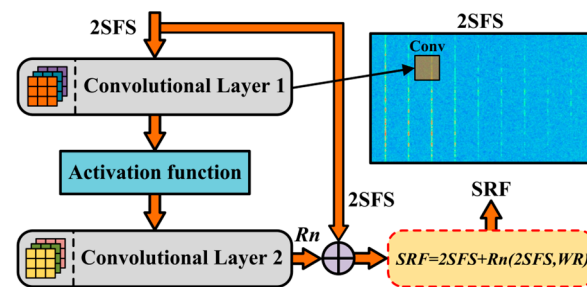 2SFS
2SFS
Conv
Convolutional Layer 1
Activation function
2SFS
SRF
Rn
Convolutional Layer 2
SRF=2SFS+Rn(2SFS,WR)